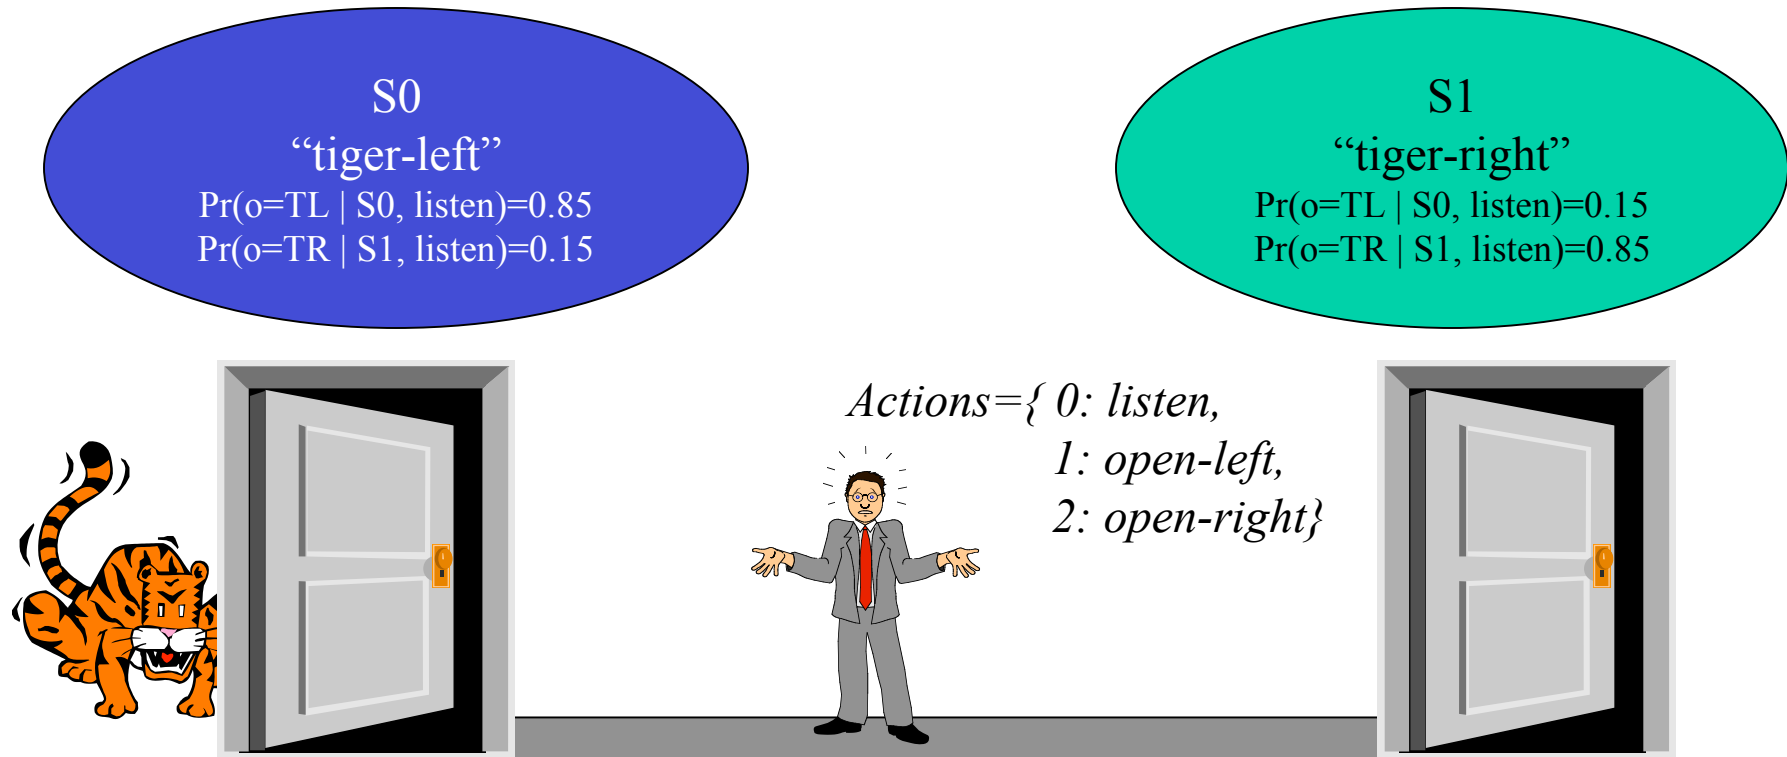 S0
“tiger-left”
Pr(o=TL | S0, listen)=0.85
Pr(o=TR | S1, listen)=0.15
S1
“tiger-right”
Pr(o=TL | S0, listen)=0.15
Pr(o=TR | S1, listen)=0.85
Actions={ 0: listen,
1: open-left,
2: open-right}